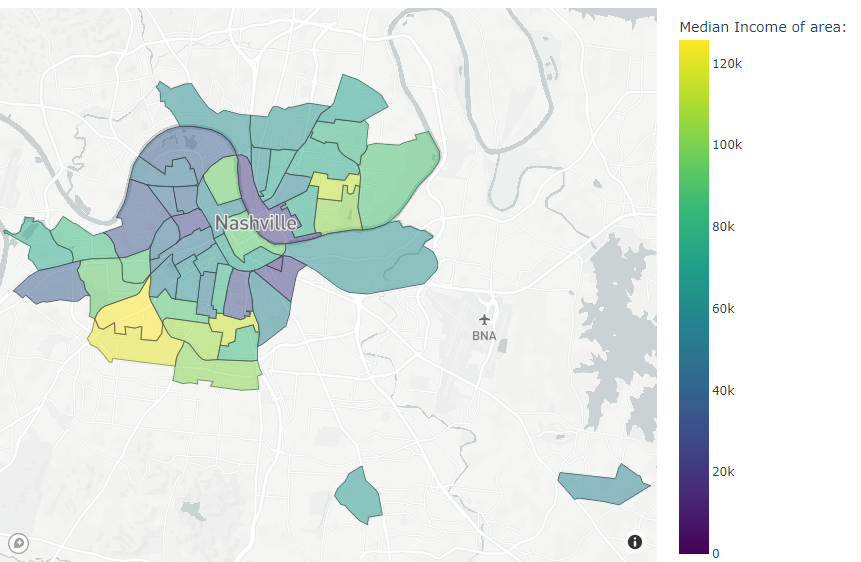 Median Income of area:
120k
100k
80k
60k
40k
20k
0
Nashville
BNA